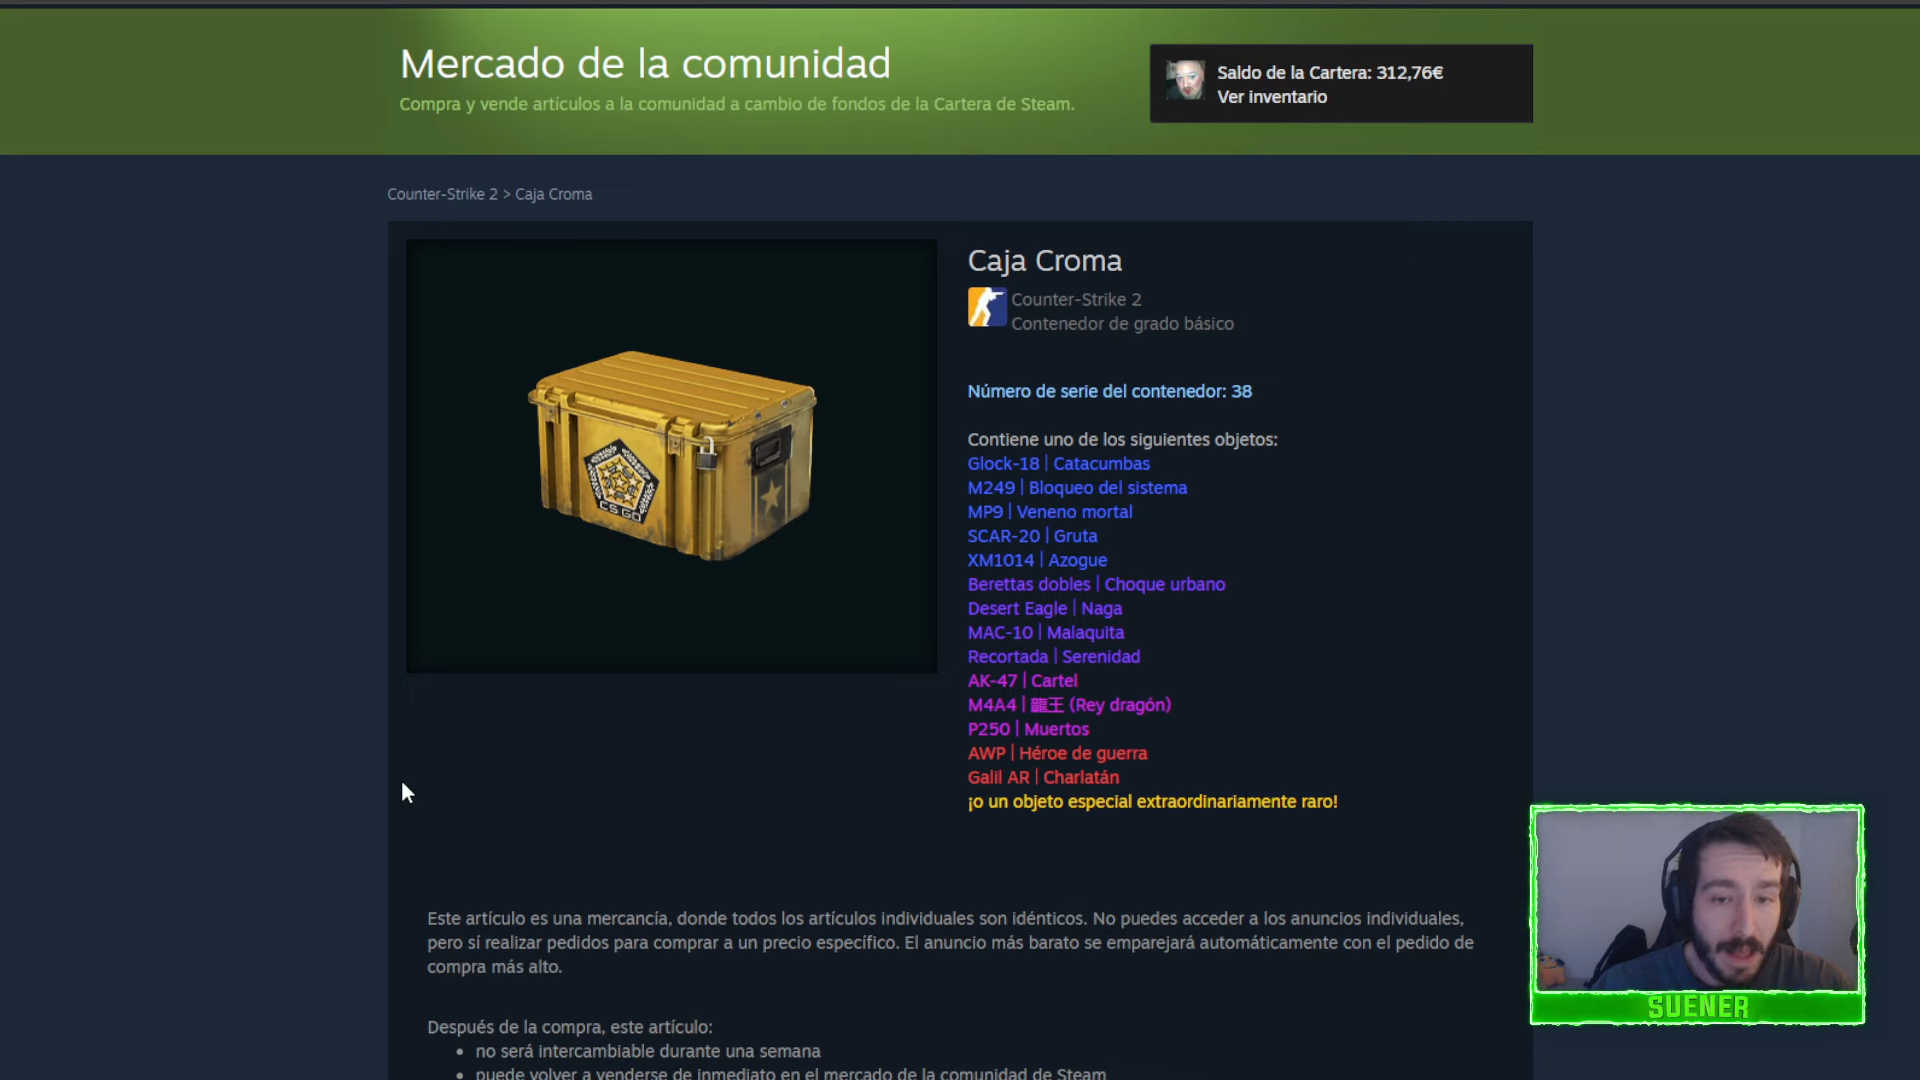 Mercado de la comunidad
Compra y vende artículos a la comunidad a cambio de fondos de la Cartera de Steam.
Saldo de la Cartera: 312,76€
Ver inventario
Counter-Strike 2 > Caja Croma
Caja Croma
Counter-Strike 2
Contenedor de grado básico
Número de serie del contenedor: 38
Contiene uno de los siguientes objetos:
Glock-18 | Catacumbas
M249 | Bloqueo del sistema
MP9 | Veneno mortal
SCAR-20 | Gruta
XM1014 | Azogue
Berettas dobles | Choque urbano
Desert Eagle | Naga
MAC-10 | Malaquita
Recortada | Serenidad
AK-47 | Cartel
M4A4 | 龍王 (Rey dragón)
P250 | Muertos
AWP | Héroe de guerra
Galil AR | Charlatán
¡o un objeto especial extraordinariamente raro!
CS GO
Este artículo es una mercancía, donde todos los artículos individuales son idénticos. No puedes acceder a los anuncios individuales,
pero sí realizar pedidos para comprar a un precio específico. El anuncio más barato se emparejará automáticamente con el pedido de
compra más alto.
Después de la compra, este artículo:
• no será intercambiable durante una semana
• puede volver a venderse de inmediato en el mercado de la comunidad de Steam
SUENER